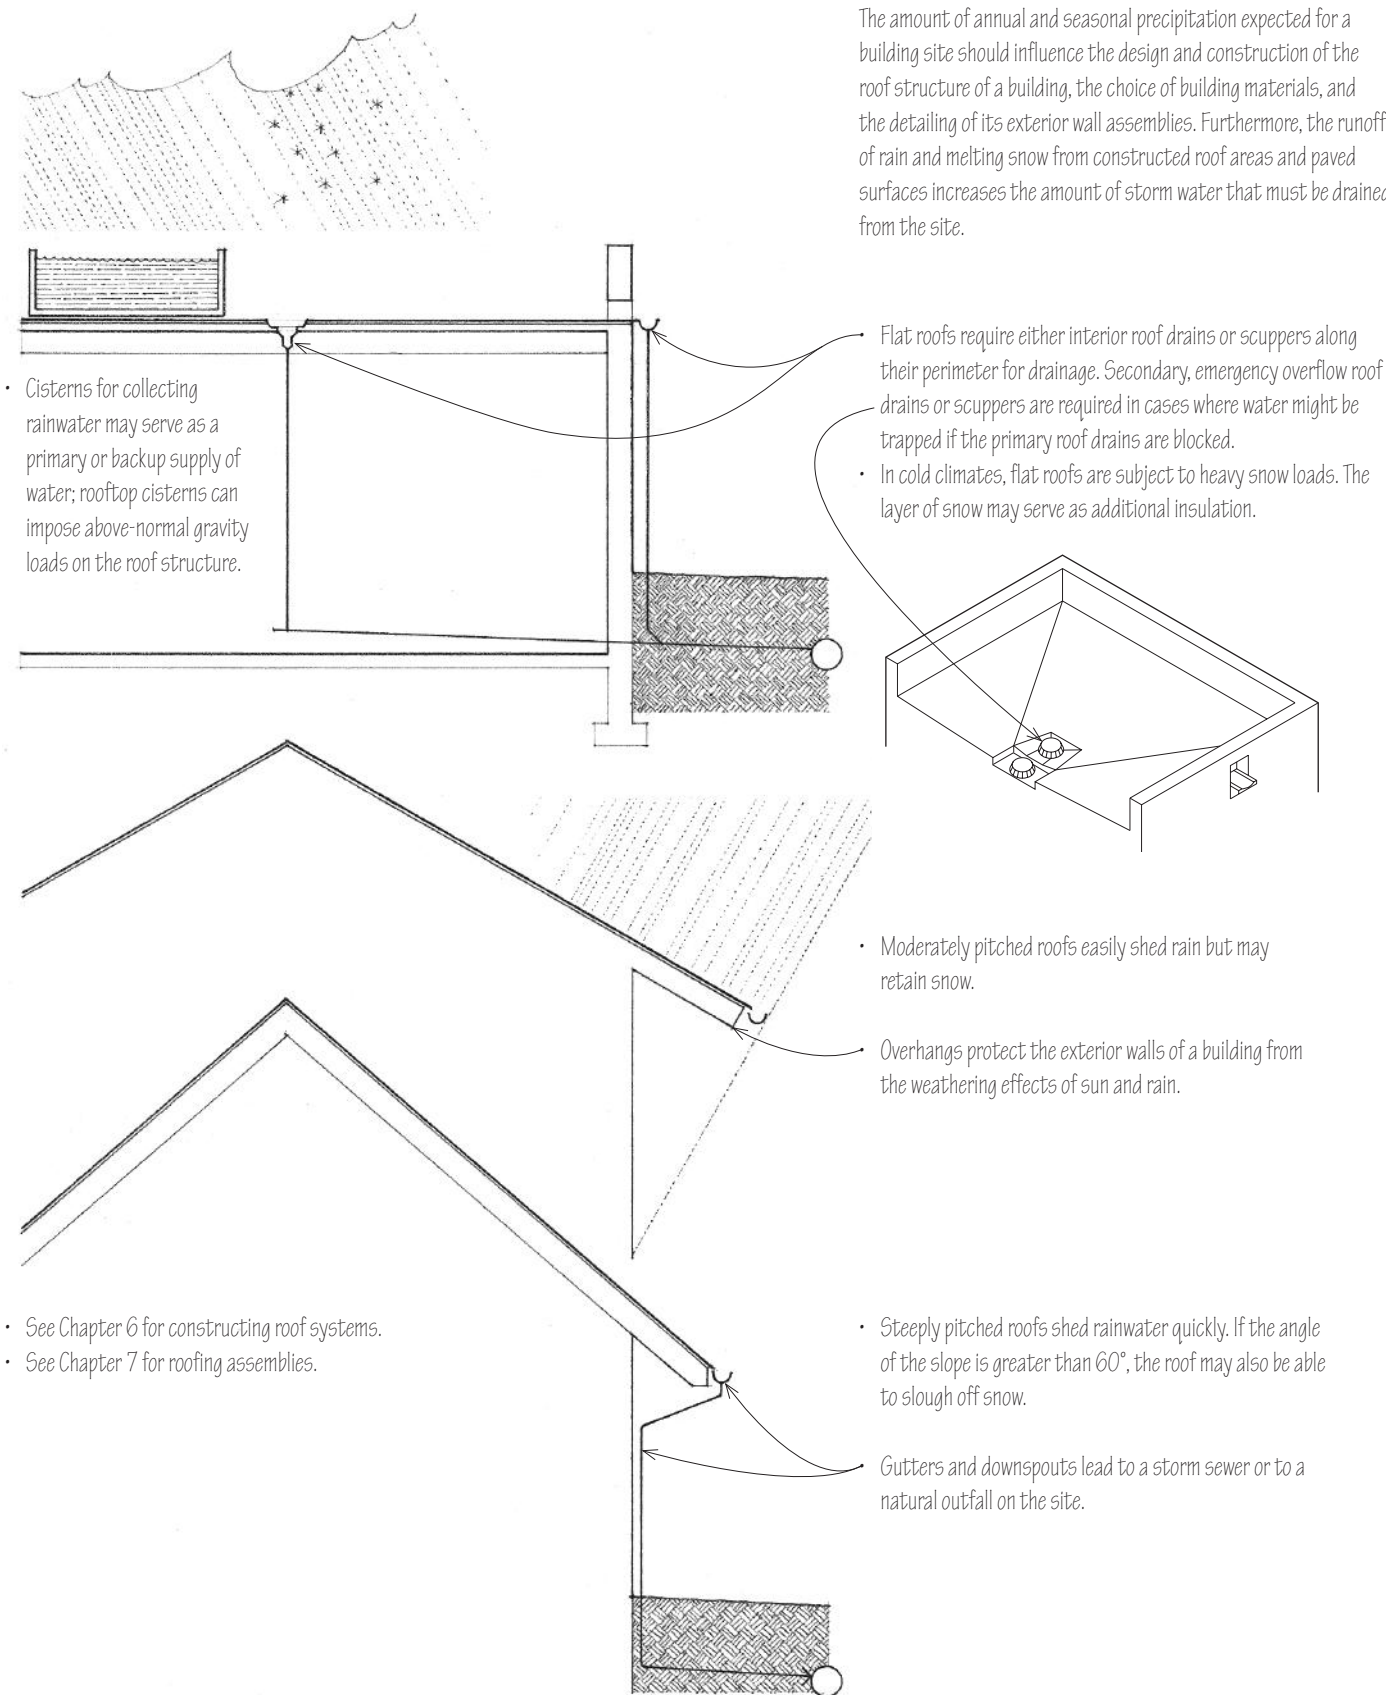 The amount of annual and seasonal precipitation expected for a
building site should influence the design and construction of the
roof structure of a building, the choice of building materials, and
the detailing of its exterior wall assemblies. Furthermore, the runoff
of rain and melting snow from constructed roof areas and paved
surfaces increases the amount of storm water that must be drained
from the site.
• Flat roofs require either interior roof drains or scuppers along
their perimeter for drainage. Secondary, emergency overflow roof
drains or scuppers are required in cases where water might be
trapped if the primary roof drains are blocked.
• In cold climates, flat roofs are subject to heavy snow loads. The
layer of snow may serve as additional insulation.
• Cisterns for collecting
rainwater may serve as a
primary or backup supply of
water; rooftop cisterns can
impose above-normal gravity
loads on the roof structure.
• Moderately pitched roofs easily shed rain but may
retain snow.
• Overhangs protect the exterior walls of a building from
the weathering effects of sun and rain.
• See Chapter 6 for constructing roof systems.
• See Chapter 7 for roofing assemblies.
• Steeply pitched roofs shed rainwater quickly. If the angle
of the slope is greater than 60°, the roof may also be able
to slough off snow.
• Gutters and downspouts lead to a storm sewer or to a
natural outfall on the site.